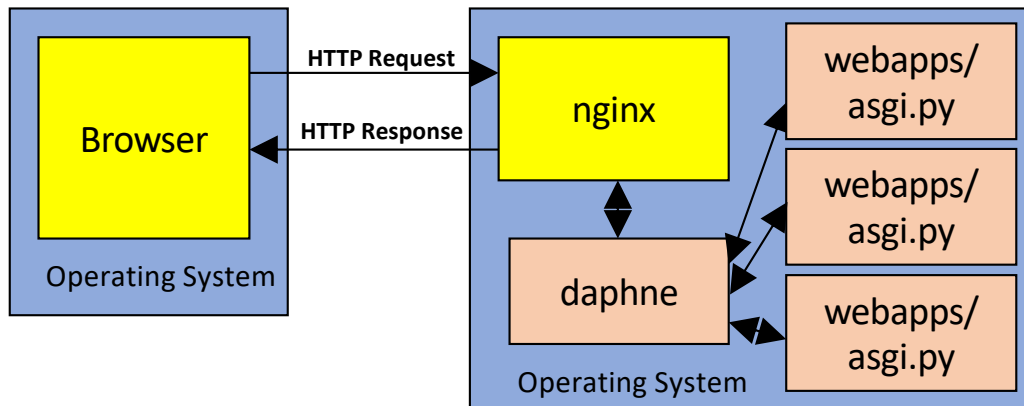 HTTP Request
Browser
HTTP Response
Operating System
nginx
daphne
Operating System
webapps/
asgi.py
webapps/
asgi.py
webapps/
asgi.py